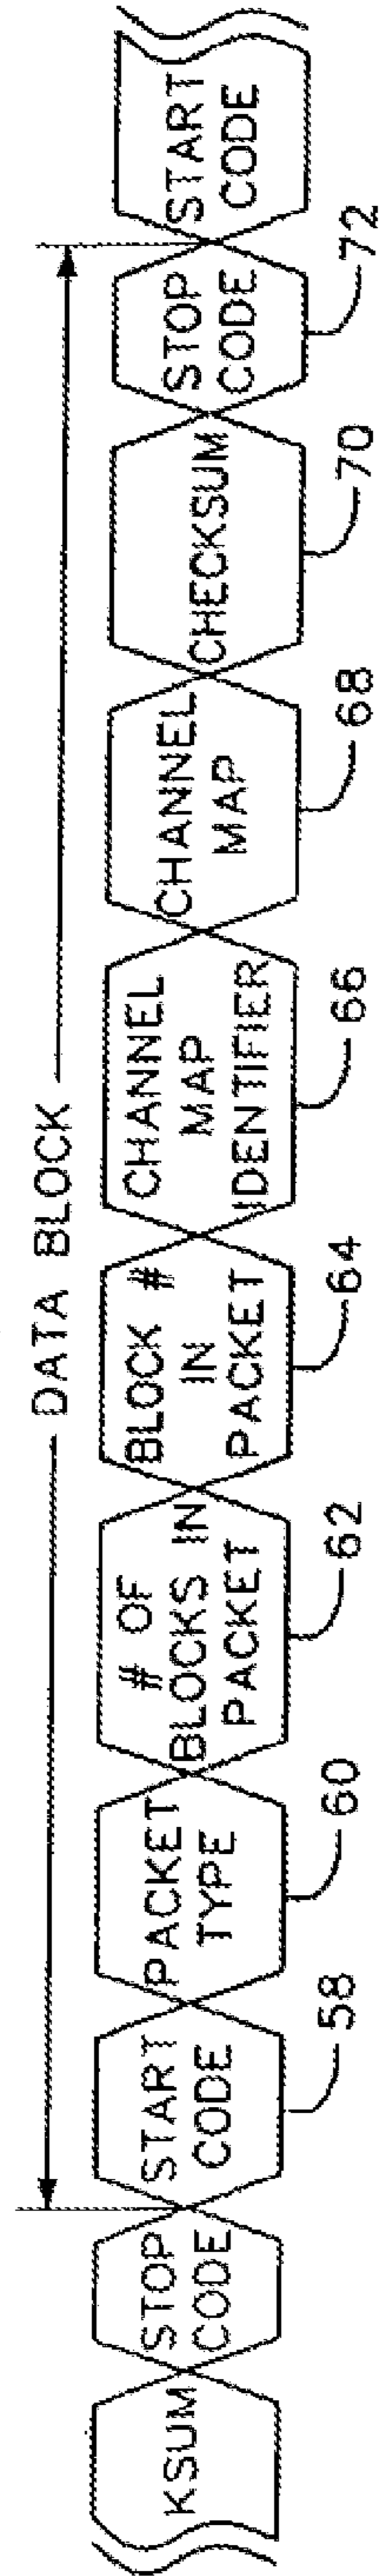 DATA BLOCK
KSUM
STOP
CODE
START
CODE
PACKET
TYPE
# OF
BLOCKS IN
PACKET
BLOCK #
IN
PACKET
CHANNEL
MAP
IDENTIFIER
CHANNEL
MAP
CHECKSUM
STOP
CODE
START
CODE
58
60
62
64
66
68
70
72